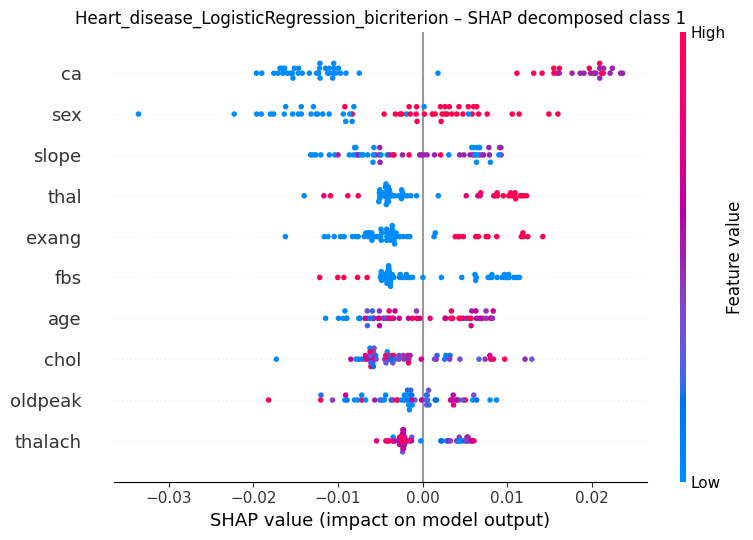 Heart_disease_LogisticRegression_bicriterion – SHAP decomposed class 1
High
ca
sex
slope
thal
exang
fbs
age
chol
oldpeak
thalach
Feature value
Low
−0.03 −0.02 −0.01 0.00 0.01 0.02
SHAP value (impact on model output)